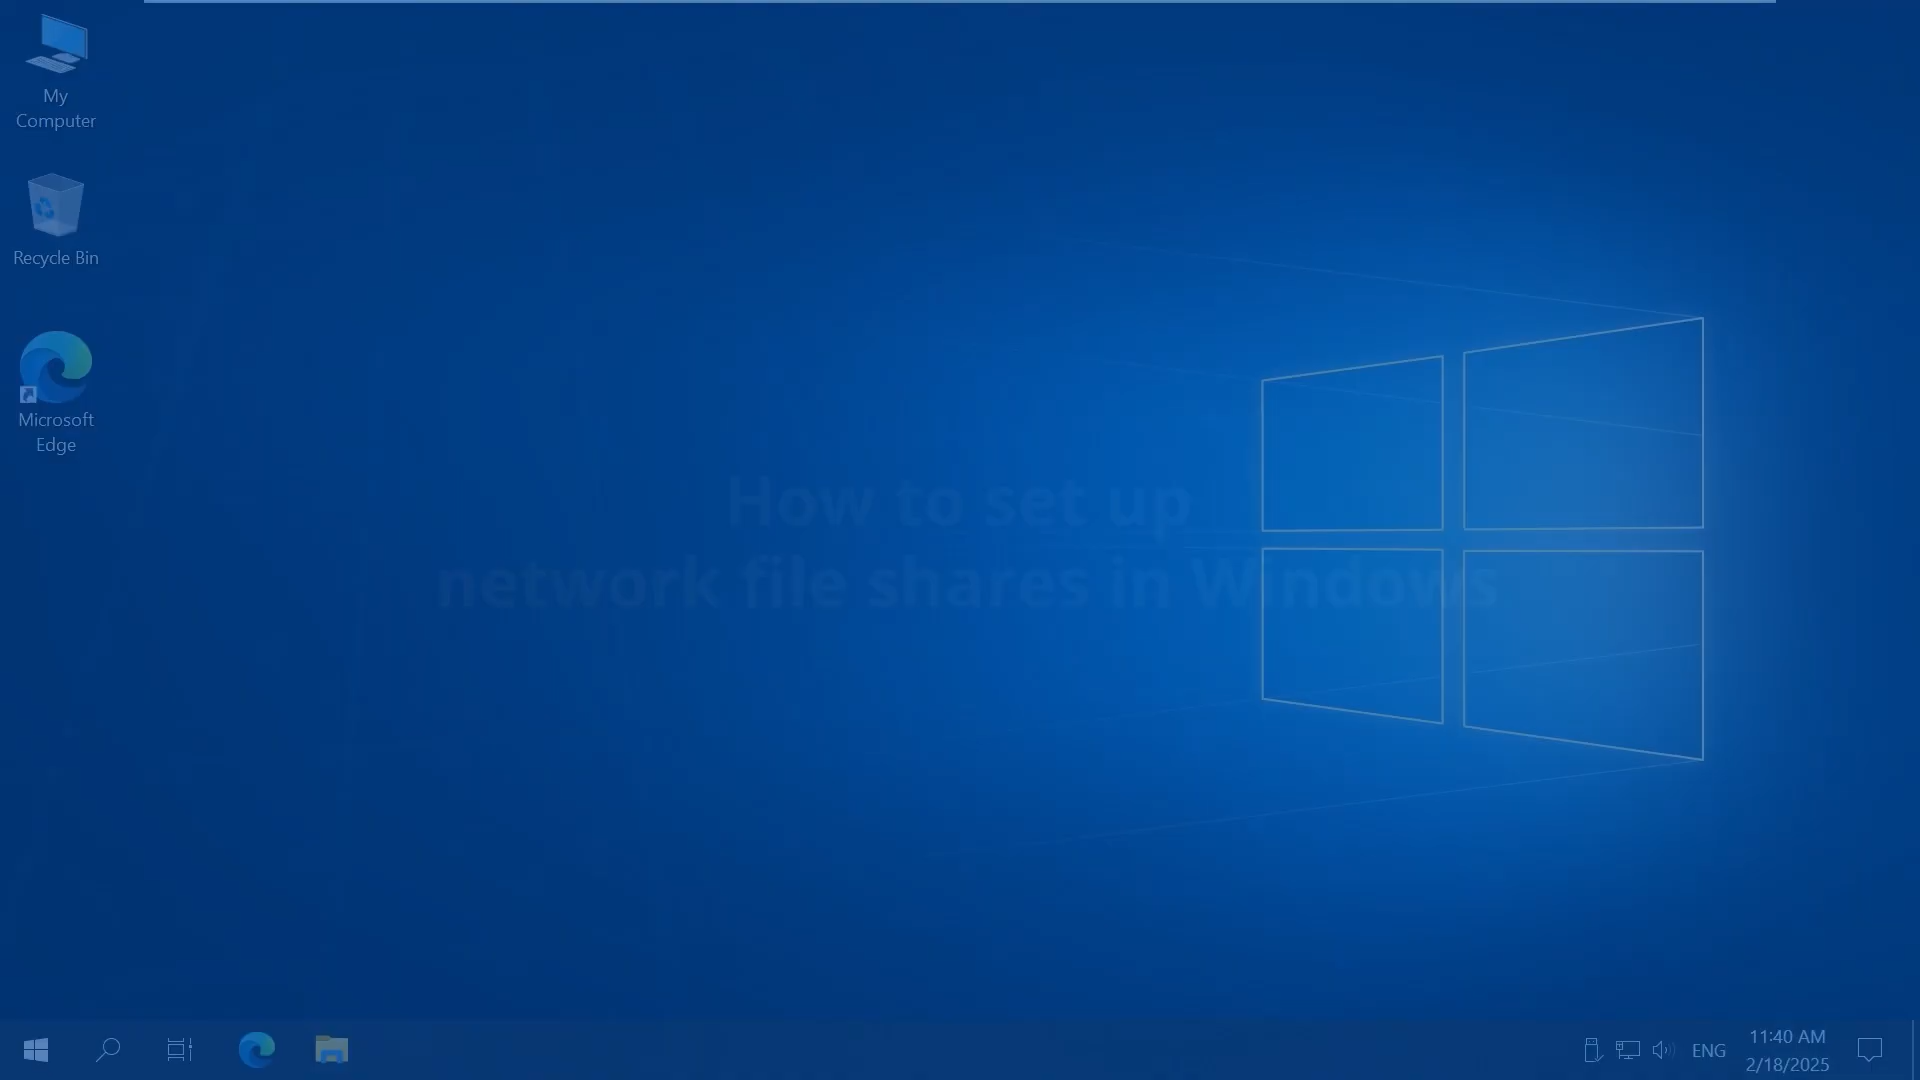 My
Computer
Recycle Bin
Microsoft
Edge
How to set up
network file shares in Windows
ENG
11:40 AM
2/18/2025